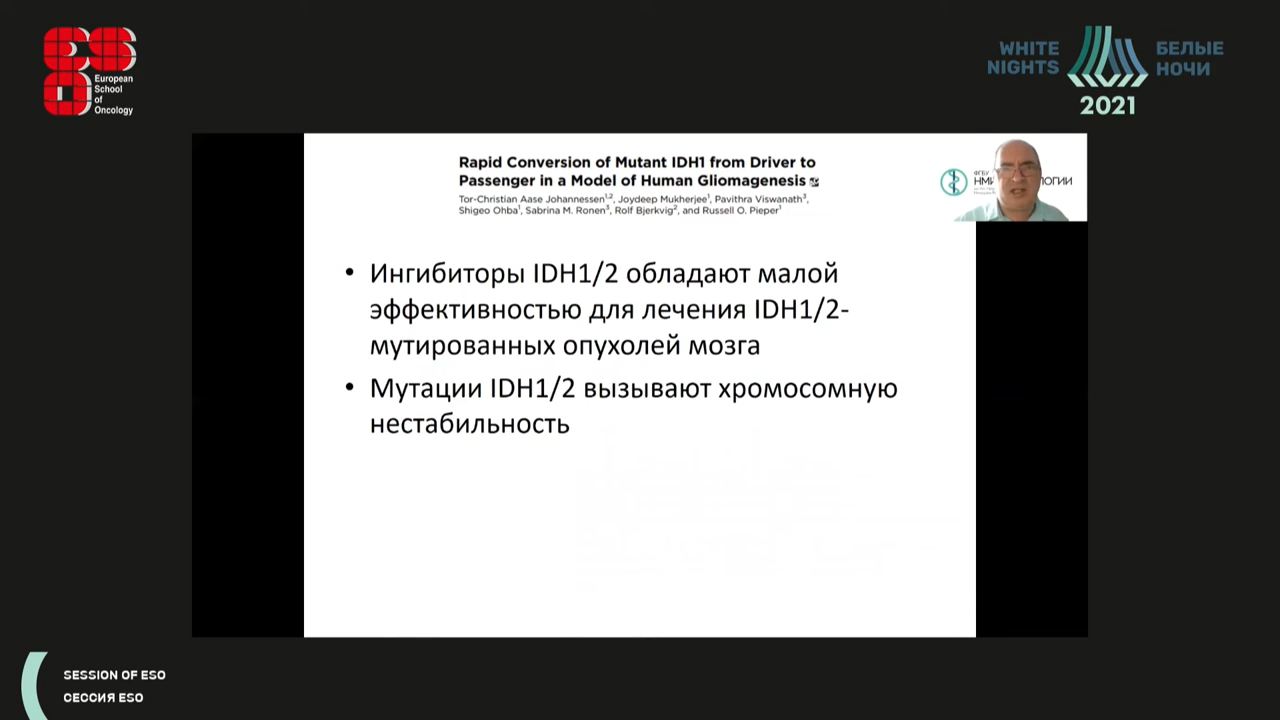 European
School
of
Oncology
WHITE
NIGHTS
БЕЛЫЕ
НОЧИ
2021
Rapid Conversion of Mutant IDH1 from Driver to
Passenger in a Model of Human Gliomagenesis
Tor-Christian Aase Johannessen1,2, Joydeep Mukherjee1, Pavithra Viswanath3,
Shigeo Ohba1, Sabrina M. Ronen3, Rolf Bjerkvig2, and Russell O. Pieper1
ФГБУ
• Ингибиторы IDH1/2 обладают малой
эффективностью для лечения IDH1/2-
мутированных опухолей мозга
• Мутации IDH1/2 вызывают хромосомную
нестабильность
SESSION OF ESO
СЕССИЯ ESO